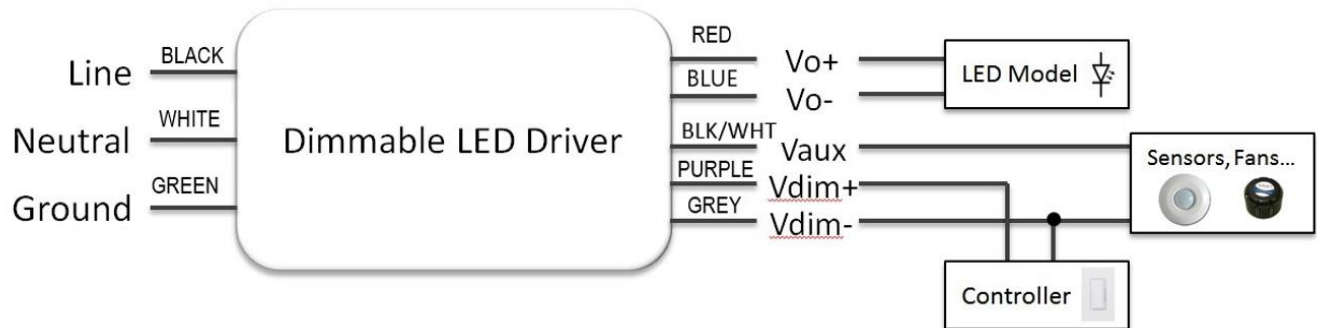 Line
BLACK
Neutral
WHITE
Ground
GREEN
Dimmable LED Driver
RED
Vo+
BLUE
Vo-
BLK/WHT
Vaux
PURPLE
Vdim+
GREY
Vdim-
LED Model
Sensors, Fans...
Controller